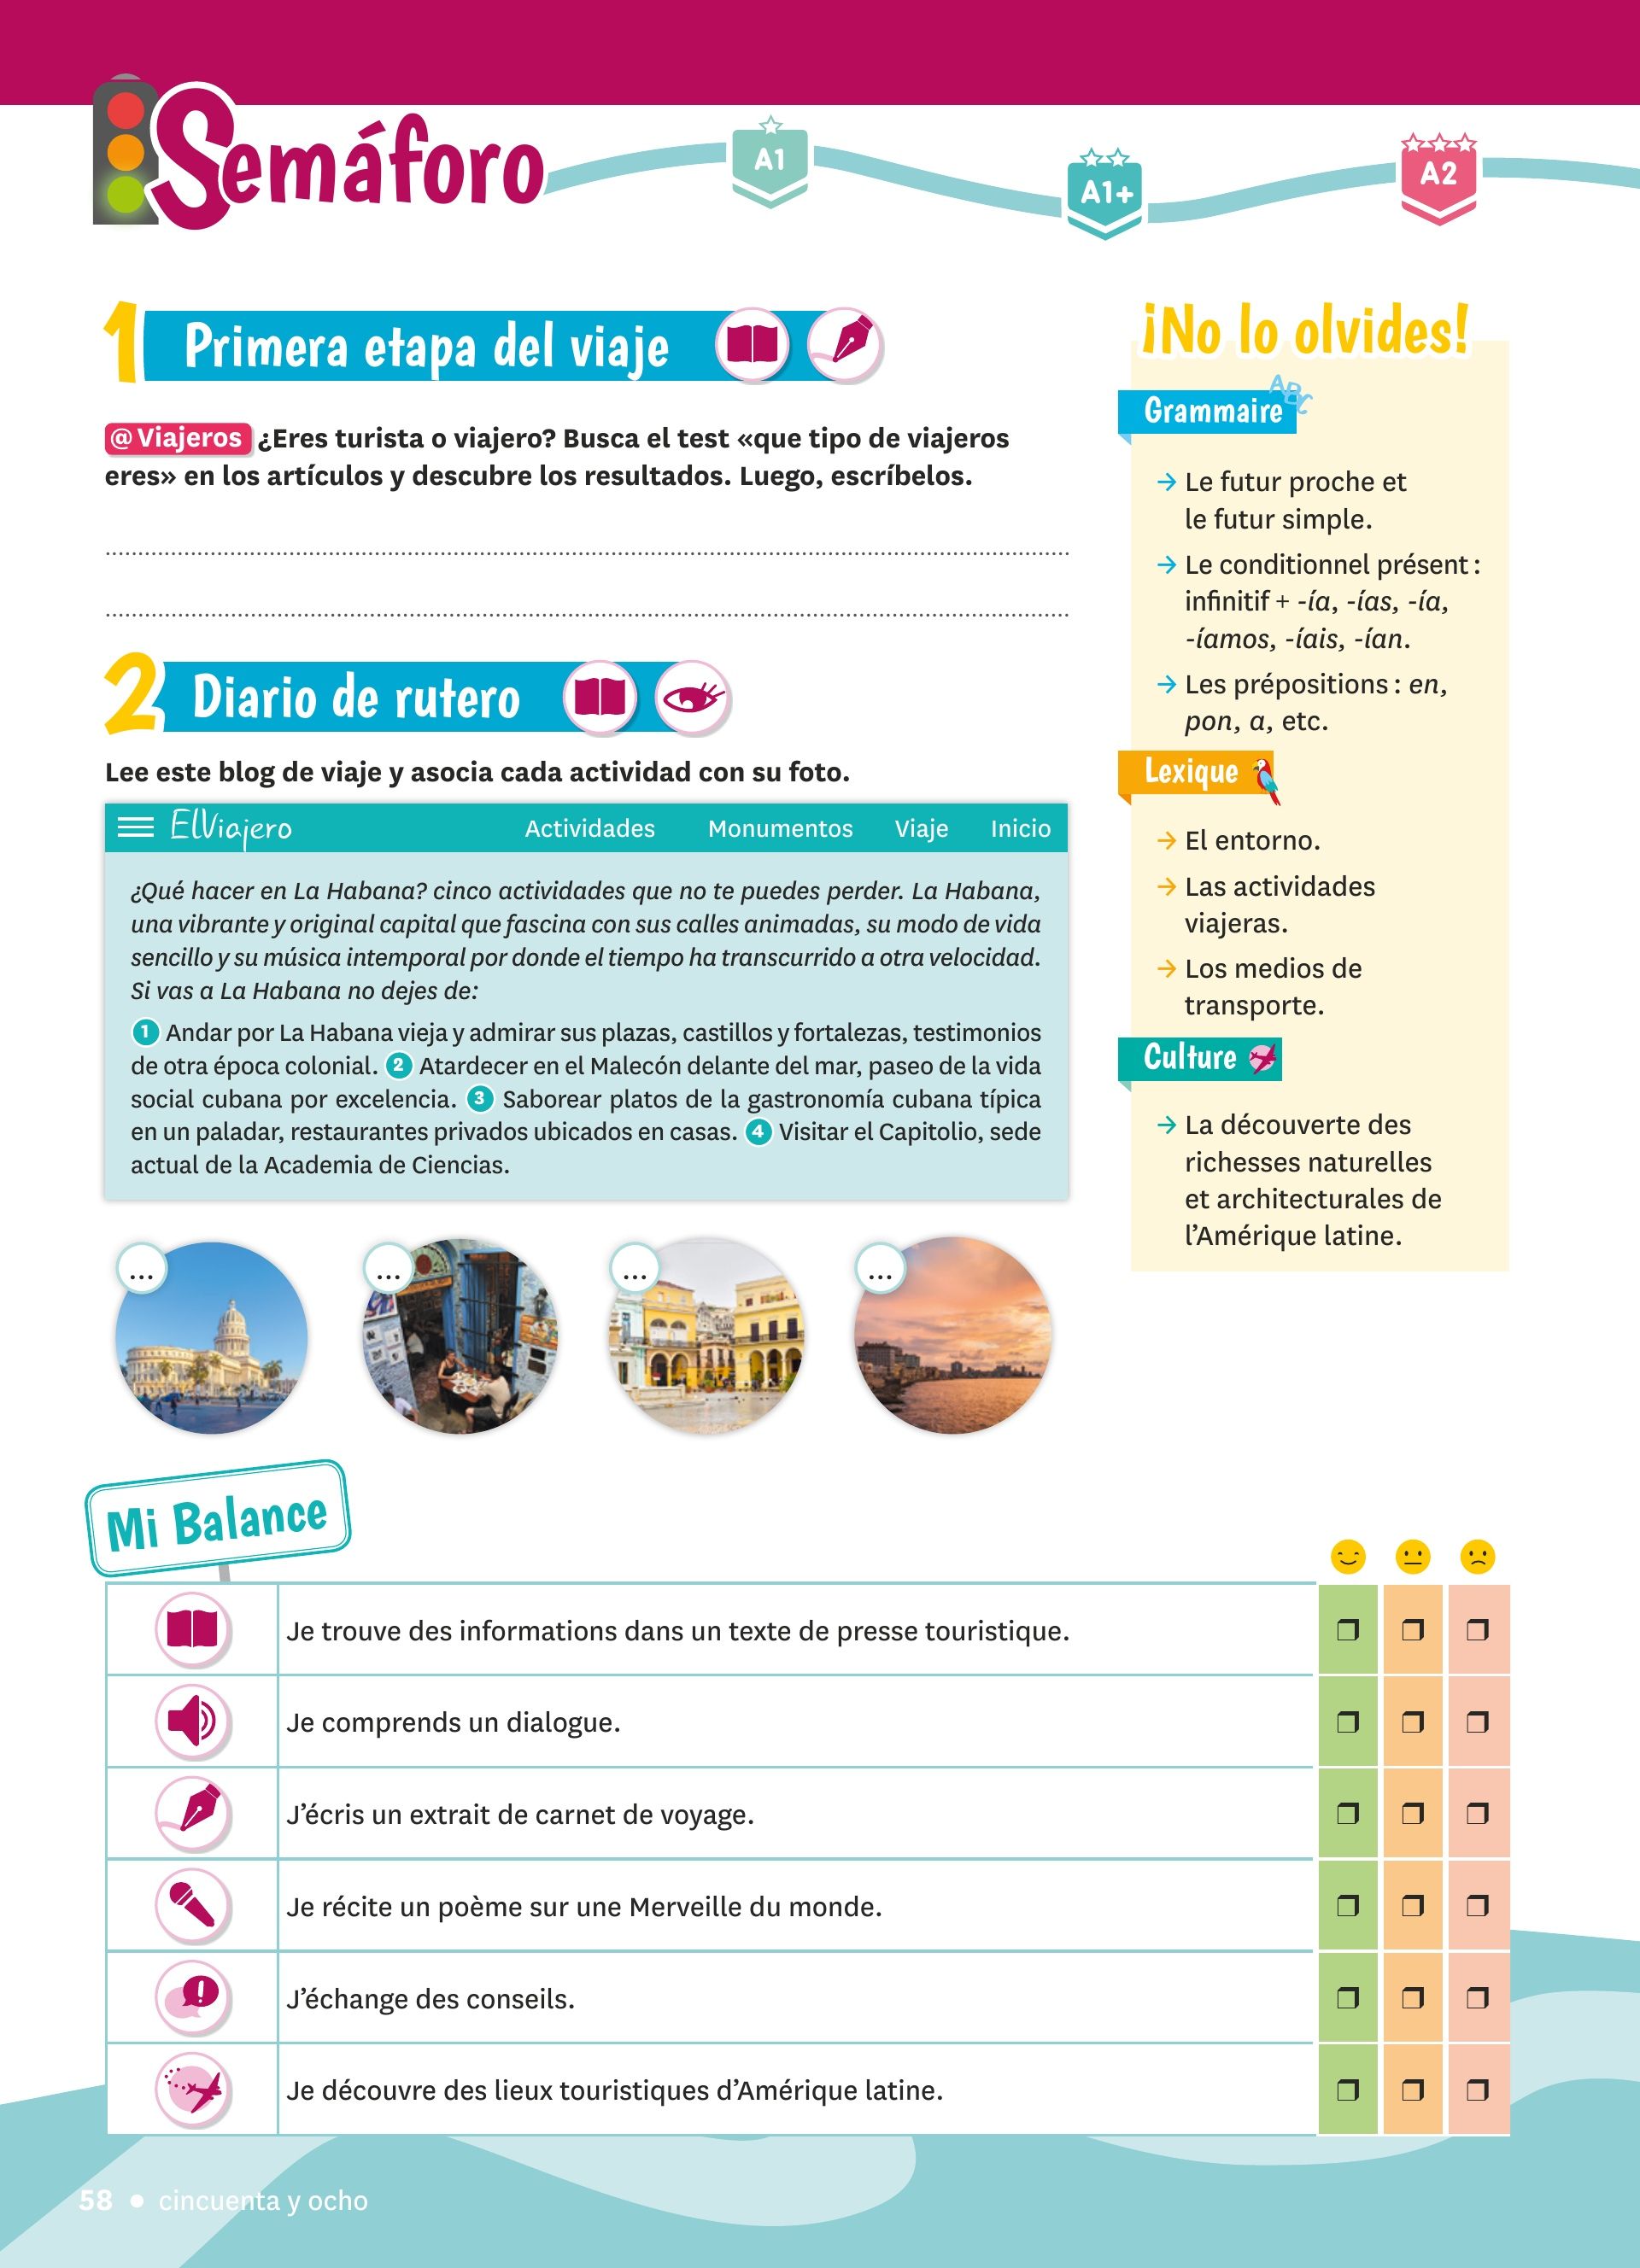 Semáforo
A1
A1+
A2
1 Primera etapa del viaje
@Viajeros ¿Eres turista o viajero? Busca el test «que tipo de viajeros
eres» en los artículos y descubre los resultados. Luego, escríbelos.
2 Diario de rutero
Lee este blog de viaje y asocia cada actividad con su foto.
ElViajero Actividades Monumentos Viaje Inicio
¿Qué hacer en La Habana? cinco actividades que no te puedes perder. La Habana,
una vibrante y original capital que fascina con sus calles animadas, su modo de vida
sencillo y su música intemporal por donde el tiempo ha transcurrido a otra velocidad.
Si vas a La Habana no dejes de:
1 Andar por La Habana vieja y admirar sus plazas, castillos y fortalezas, testimonios
de otra época colonial. 2 Atardecer en el Malecón delante del mar, paseo de la vida
social cubana por excelencia. 3 Saborear platos de la gastronomía cubana típica
en un paladar, restaurantes privados ubicados en casas. 4 Visitar el Capitolio, sede
actual de la Academia de Ciencias.
... ... ... ...
¡No lo olvides!
Grammaire ABC
→ Le futur proche et
le futur simple.
→ Le conditionnel présent :
infinitif + -ía, -ías, -ía,
-íamos, -íais, -ían.
→ Les prépositions : en,
pon, a, etc.
Lexique
→ El entorno.
→ Las actividades
viajeras.
→ Los medios de
transporte.
Culture
→ La découverte des
richesses naturelles
et architecturales de
l’Amérique latine.
Mi Balance
Je trouve des informations dans un texte de presse touristique.
Je comprends un dialogue.
J’écris un extrait de carnet de voyage.
Je récite un poème sur une Merveille du monde.
J’échange des conseils.
Je découvre des lieux touristiques d’Amérique latine.
58 • cincuenta y ocho